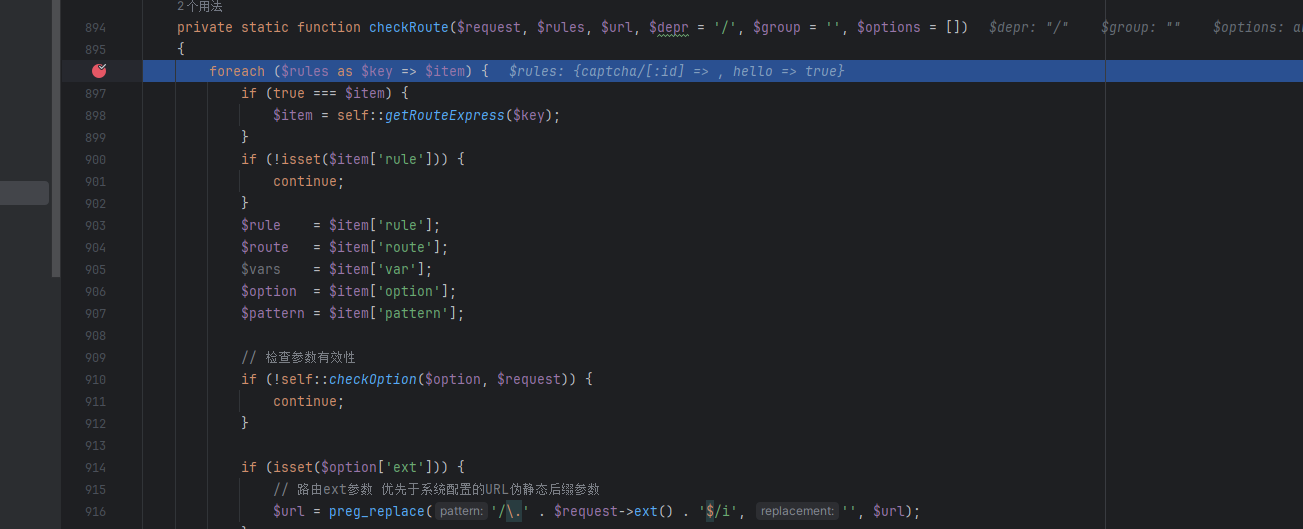 2 个用法
894 private static function checkRoute($request, $rules, $url, $depr = '/', $group = '', $options = []) $depr: "/" $group: "" $options: a
895 {
foreach ($rules as $key => $item) { $rules: {captcha/[:id] => , hello => true}
897 if (true === $item) {
898 $item = self::getRouteExpress($key);
899 }
900 if (!isset($item['rule'])) {
901 continue;
902 }
903 $rule = $item['rule'];
904 $route = $item['route'];
905 $vars = $item['var'];
906 $option = $item['option'];
907 $pattern = $item['pattern'];
908
909 // 检查参数有效性
910 if (!self::checkOption($option, $request)) {
911 continue;
912 }
913
914 if (isset($option['ext'])) {
915 // 路由ext参数 优先于系统配置的URL伪静态后缀参数
916 $url = preg_replace( pattern: '/\.' . $request->ext() . '$/i', replacement: '', $url);